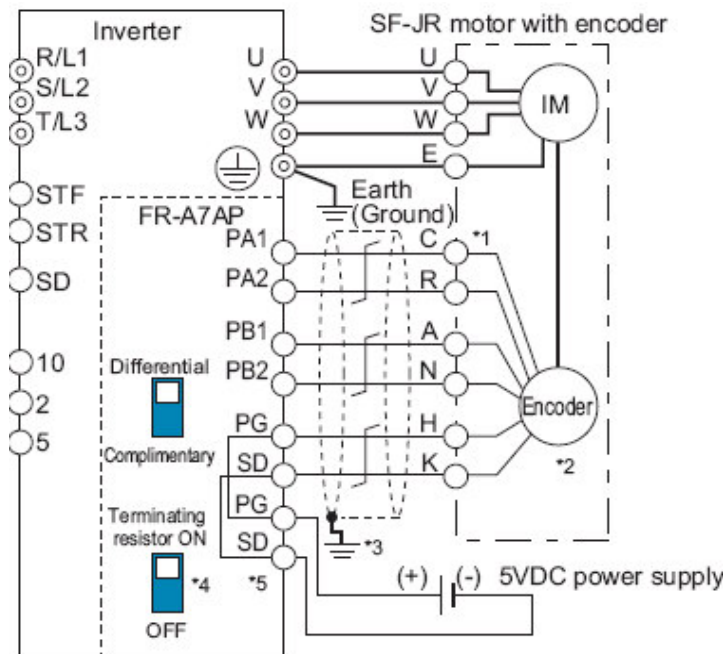 Inverter
SF-JR motor with encoder
R/L1
S/L2
T/L3
U
V
W
U
V
W
E
IM
STF
STR
SD
10
2
5
FR-A7AP
Earth
(Ground)
PA1
PA2
PB1
PB2
PG
SD
PG
SD
C
*1
R
A
N
H
K
Differential
Complimentary
Terminating
resistor ON
*4
OFF
*5
*3
Encoder
*2
(+)
(-)
5VDC power supply